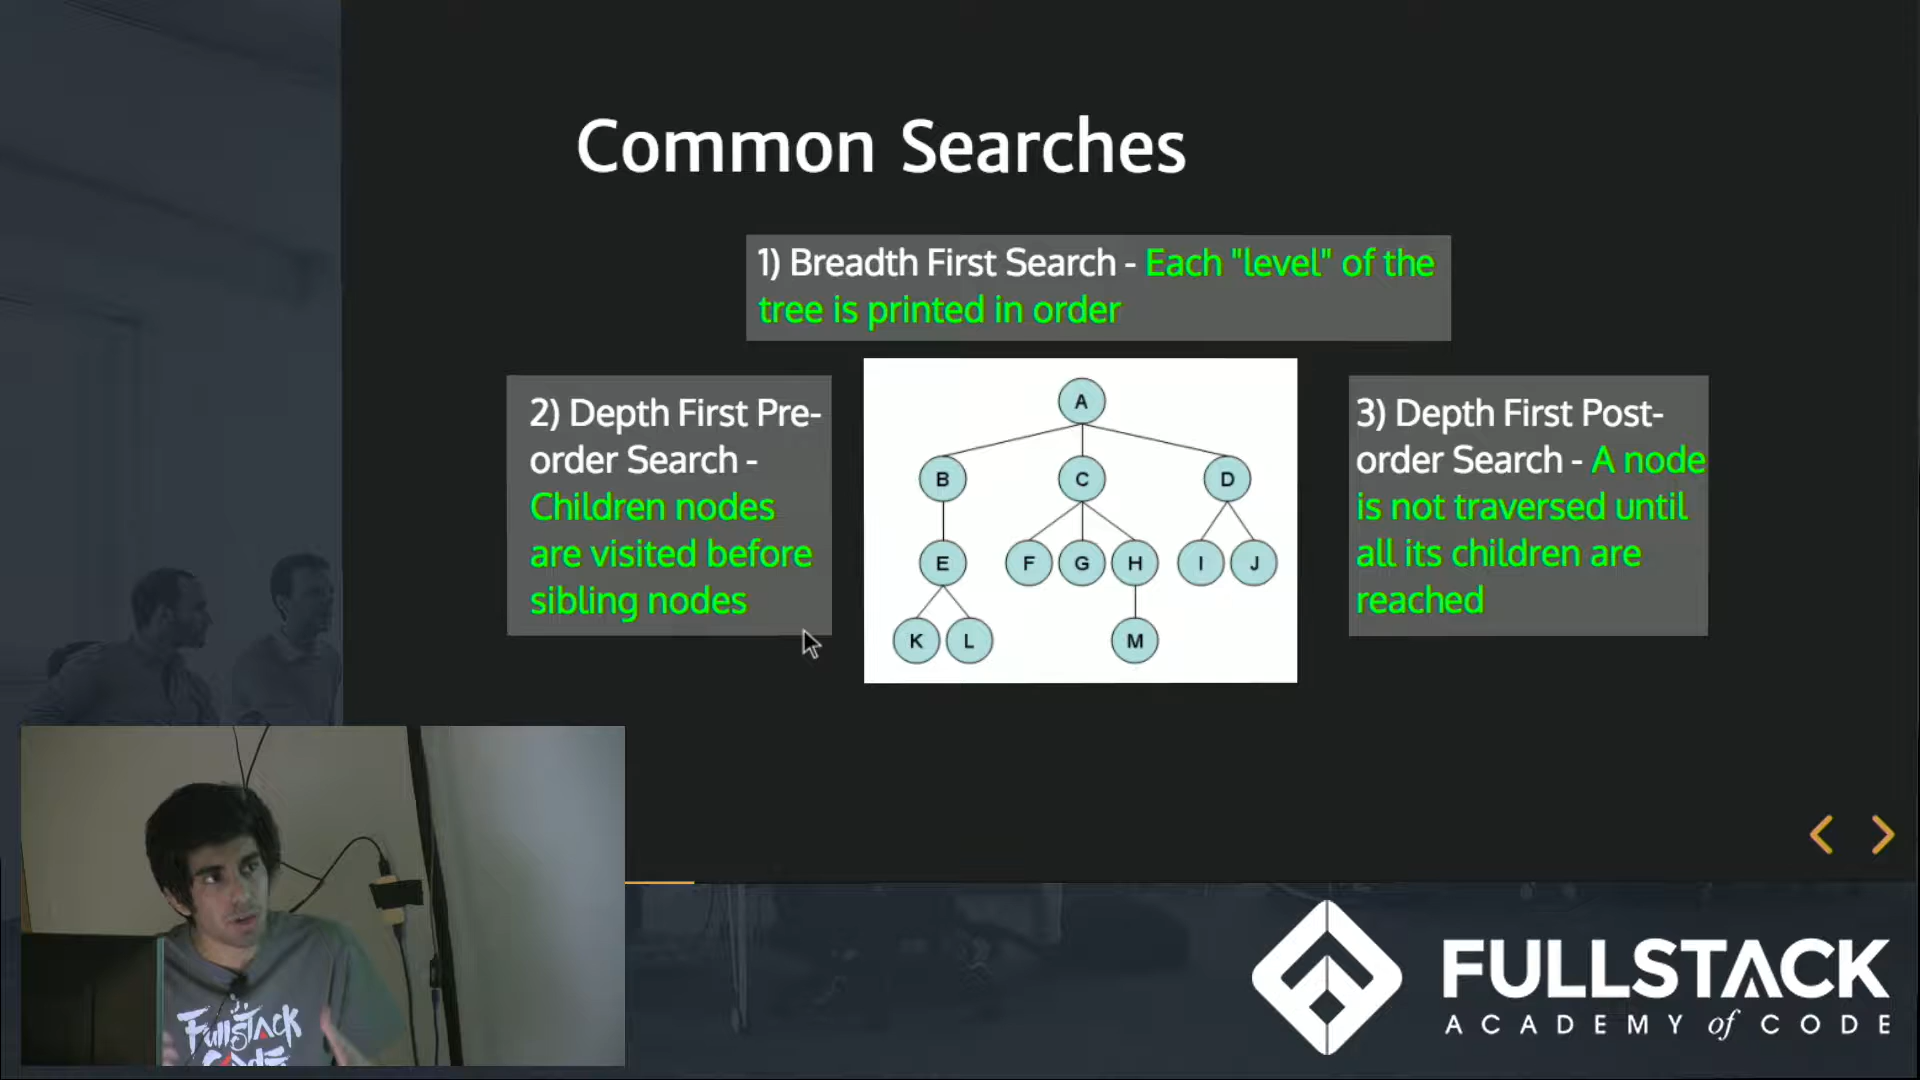 Common Searches
1) Breadth First Search - Each "level" of the
tree is printed in order
2) Depth First Pre-
order Search -
Children nodes
are visited before
sibling nodes
A
B C D
E F G H I J
K L M
3) Depth First Post-
order Search - A node
is not traversed until
all its children are
reached
Fullstack
Code
FULLSTACK
ACADEMY of CODE